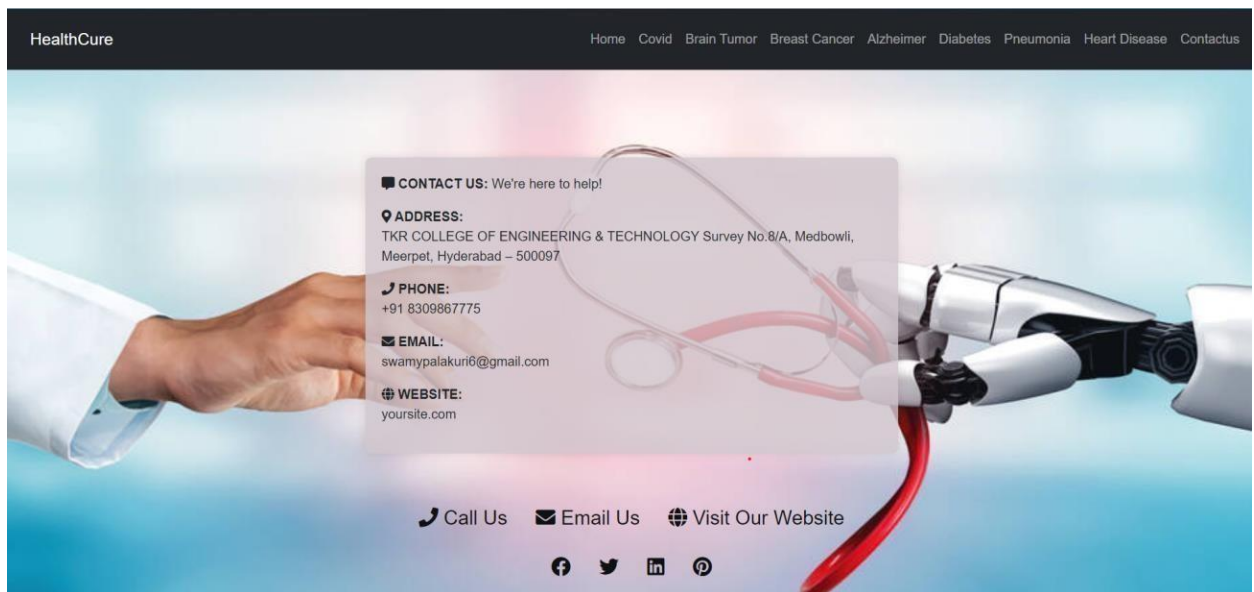 HealthCure
Home Covid Brain Tumor Breast Cancer Alzheimer Diabetes Pneumonia Heart Disease Contactus
CONTACT US: We're here to help!
ADDRESS:
TKR COLLEGE OF ENGINEERING & TECHNOLOGY Survey No.8/A, Medbowli,
Meerpet, Hyderabad – 500097
PHONE:
+91 8309867775
EMAIL:
swamypalakuri6@gmail.com
WEBSITE:
yoursite.com
Call Us Email Us Visit Our Website